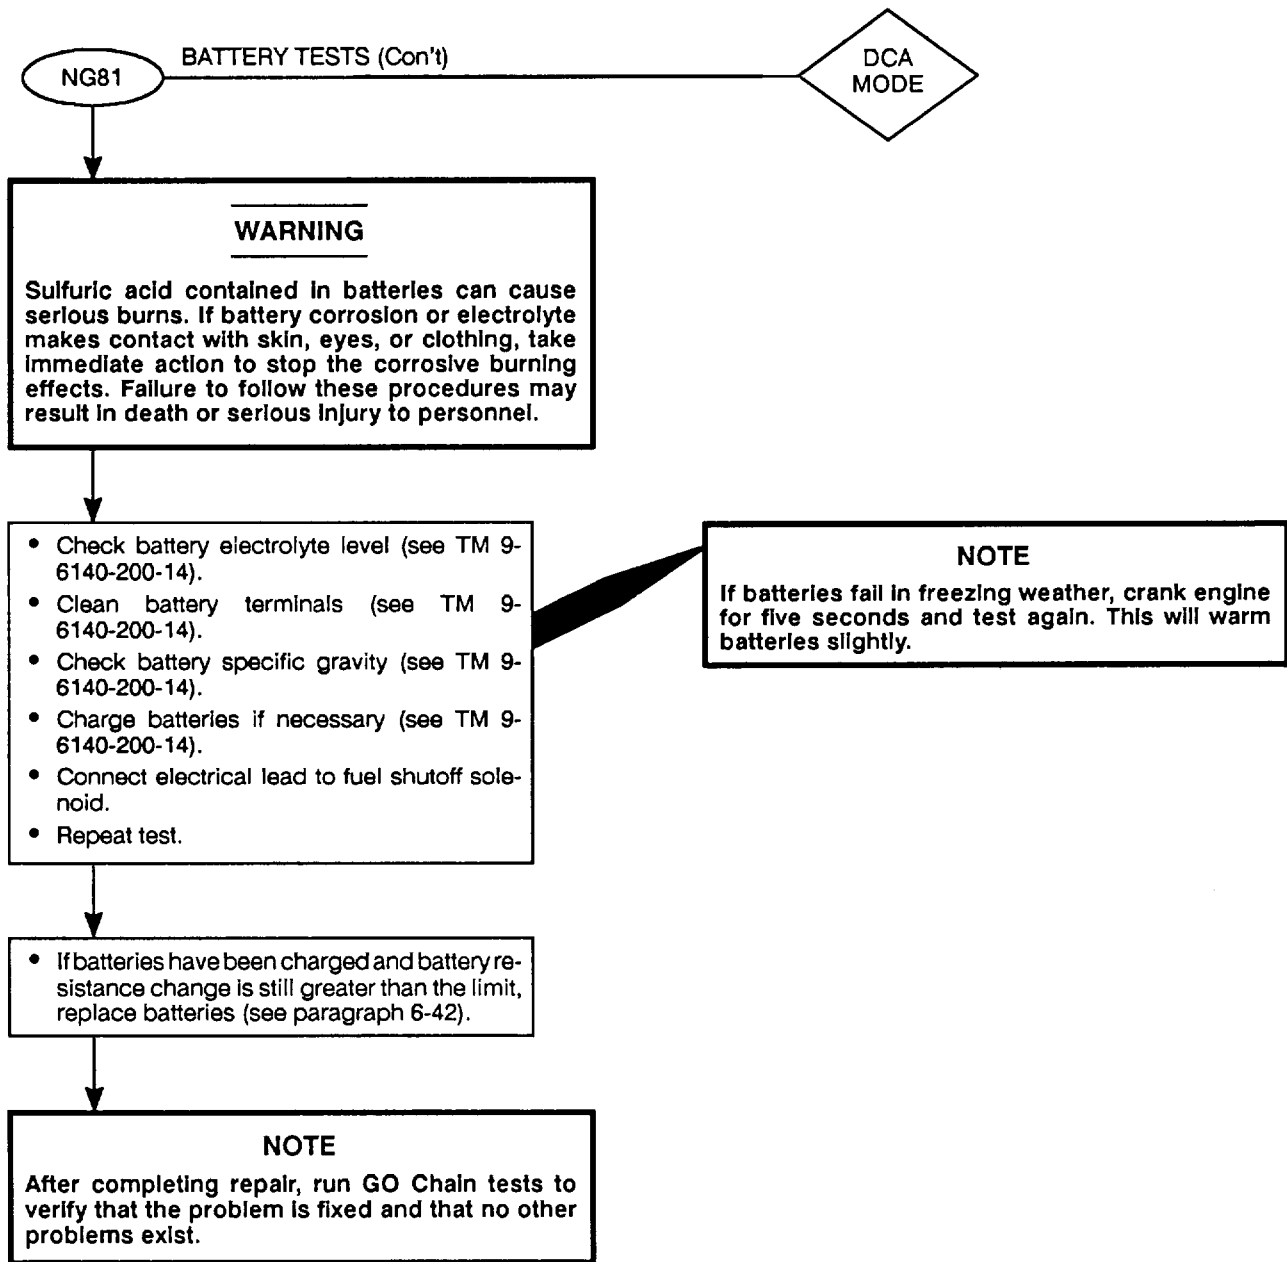 NG81
BATTERY TESTS (Con't)
DCA
MODE
WARNING
Sulfuric acid contained in batteries can cause
serious burns. If battery corrosion or electrolyte
makes contact with skin, eyes, or clothing, take
immediate action to stop the corrosive burning
effects. Failure to follow these procedures may
result in death or serious injury to personnel.
• Check battery electrolyte level (see TM 9-
6140-200-14).
• Clean battery terminals (see TM 9-
6140-200-14).
• Check battery specific gravity (see TM 9-
6140-200-14).
• Charge batteries if necessary (see TM 9-
6140-200-14).
• Connect electrical lead to fuel shutoff sole-
noid.
• Repeat test.
NOTE
If batteries fail in freezing weather, crank engine
for five seconds and test again. This will warm
batteries slightly.
• If batteries have been charged and battery re-
sistance change is still greater than the limit,
replace batteries (see paragraph 6-42).
NOTE
After completing repair, run GO Chain tests to
verify that the problem is fixed and that no other
problems exist.